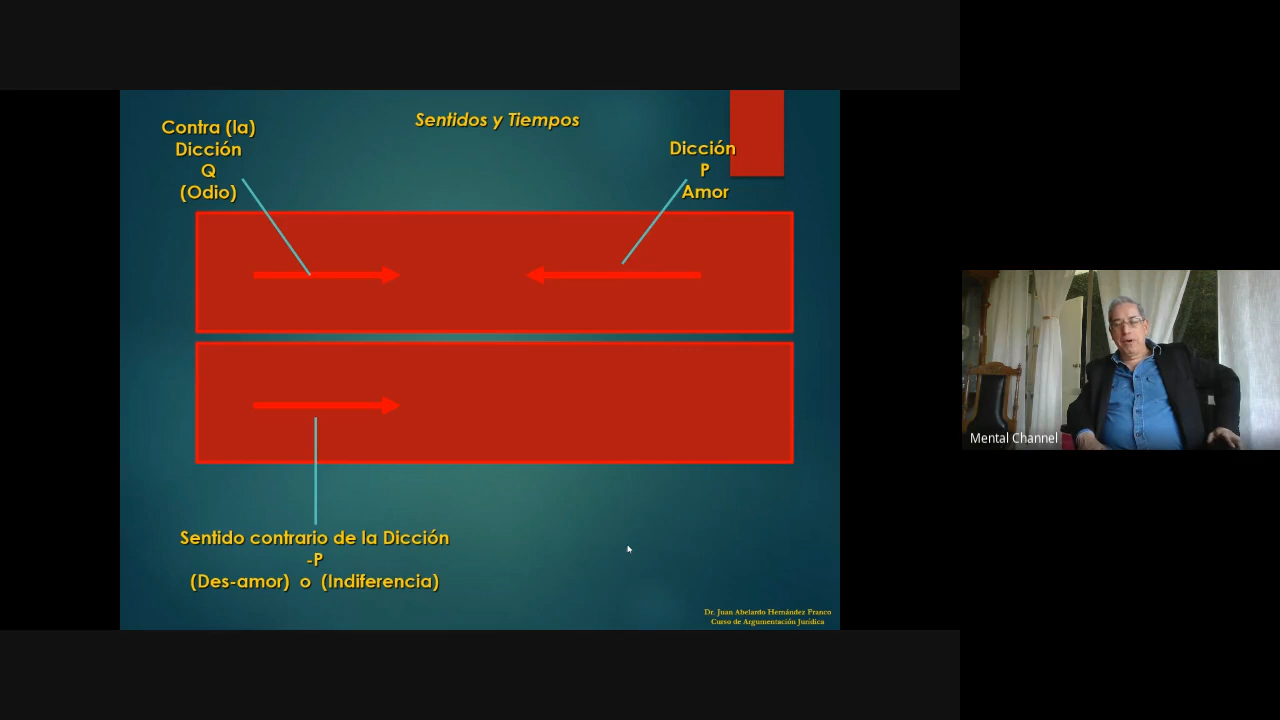 Sentidos y Tiempos
Contra (la)
Dicción
Q
(Odio)
Dicción
P
Amor
Sentido contrario de la Dicción
-P
(Des-amor) o (Indiferencia)
Dr. Juan Abelardo Hernández Franco
Curso de Argumentación Jurídica
Mental Channel